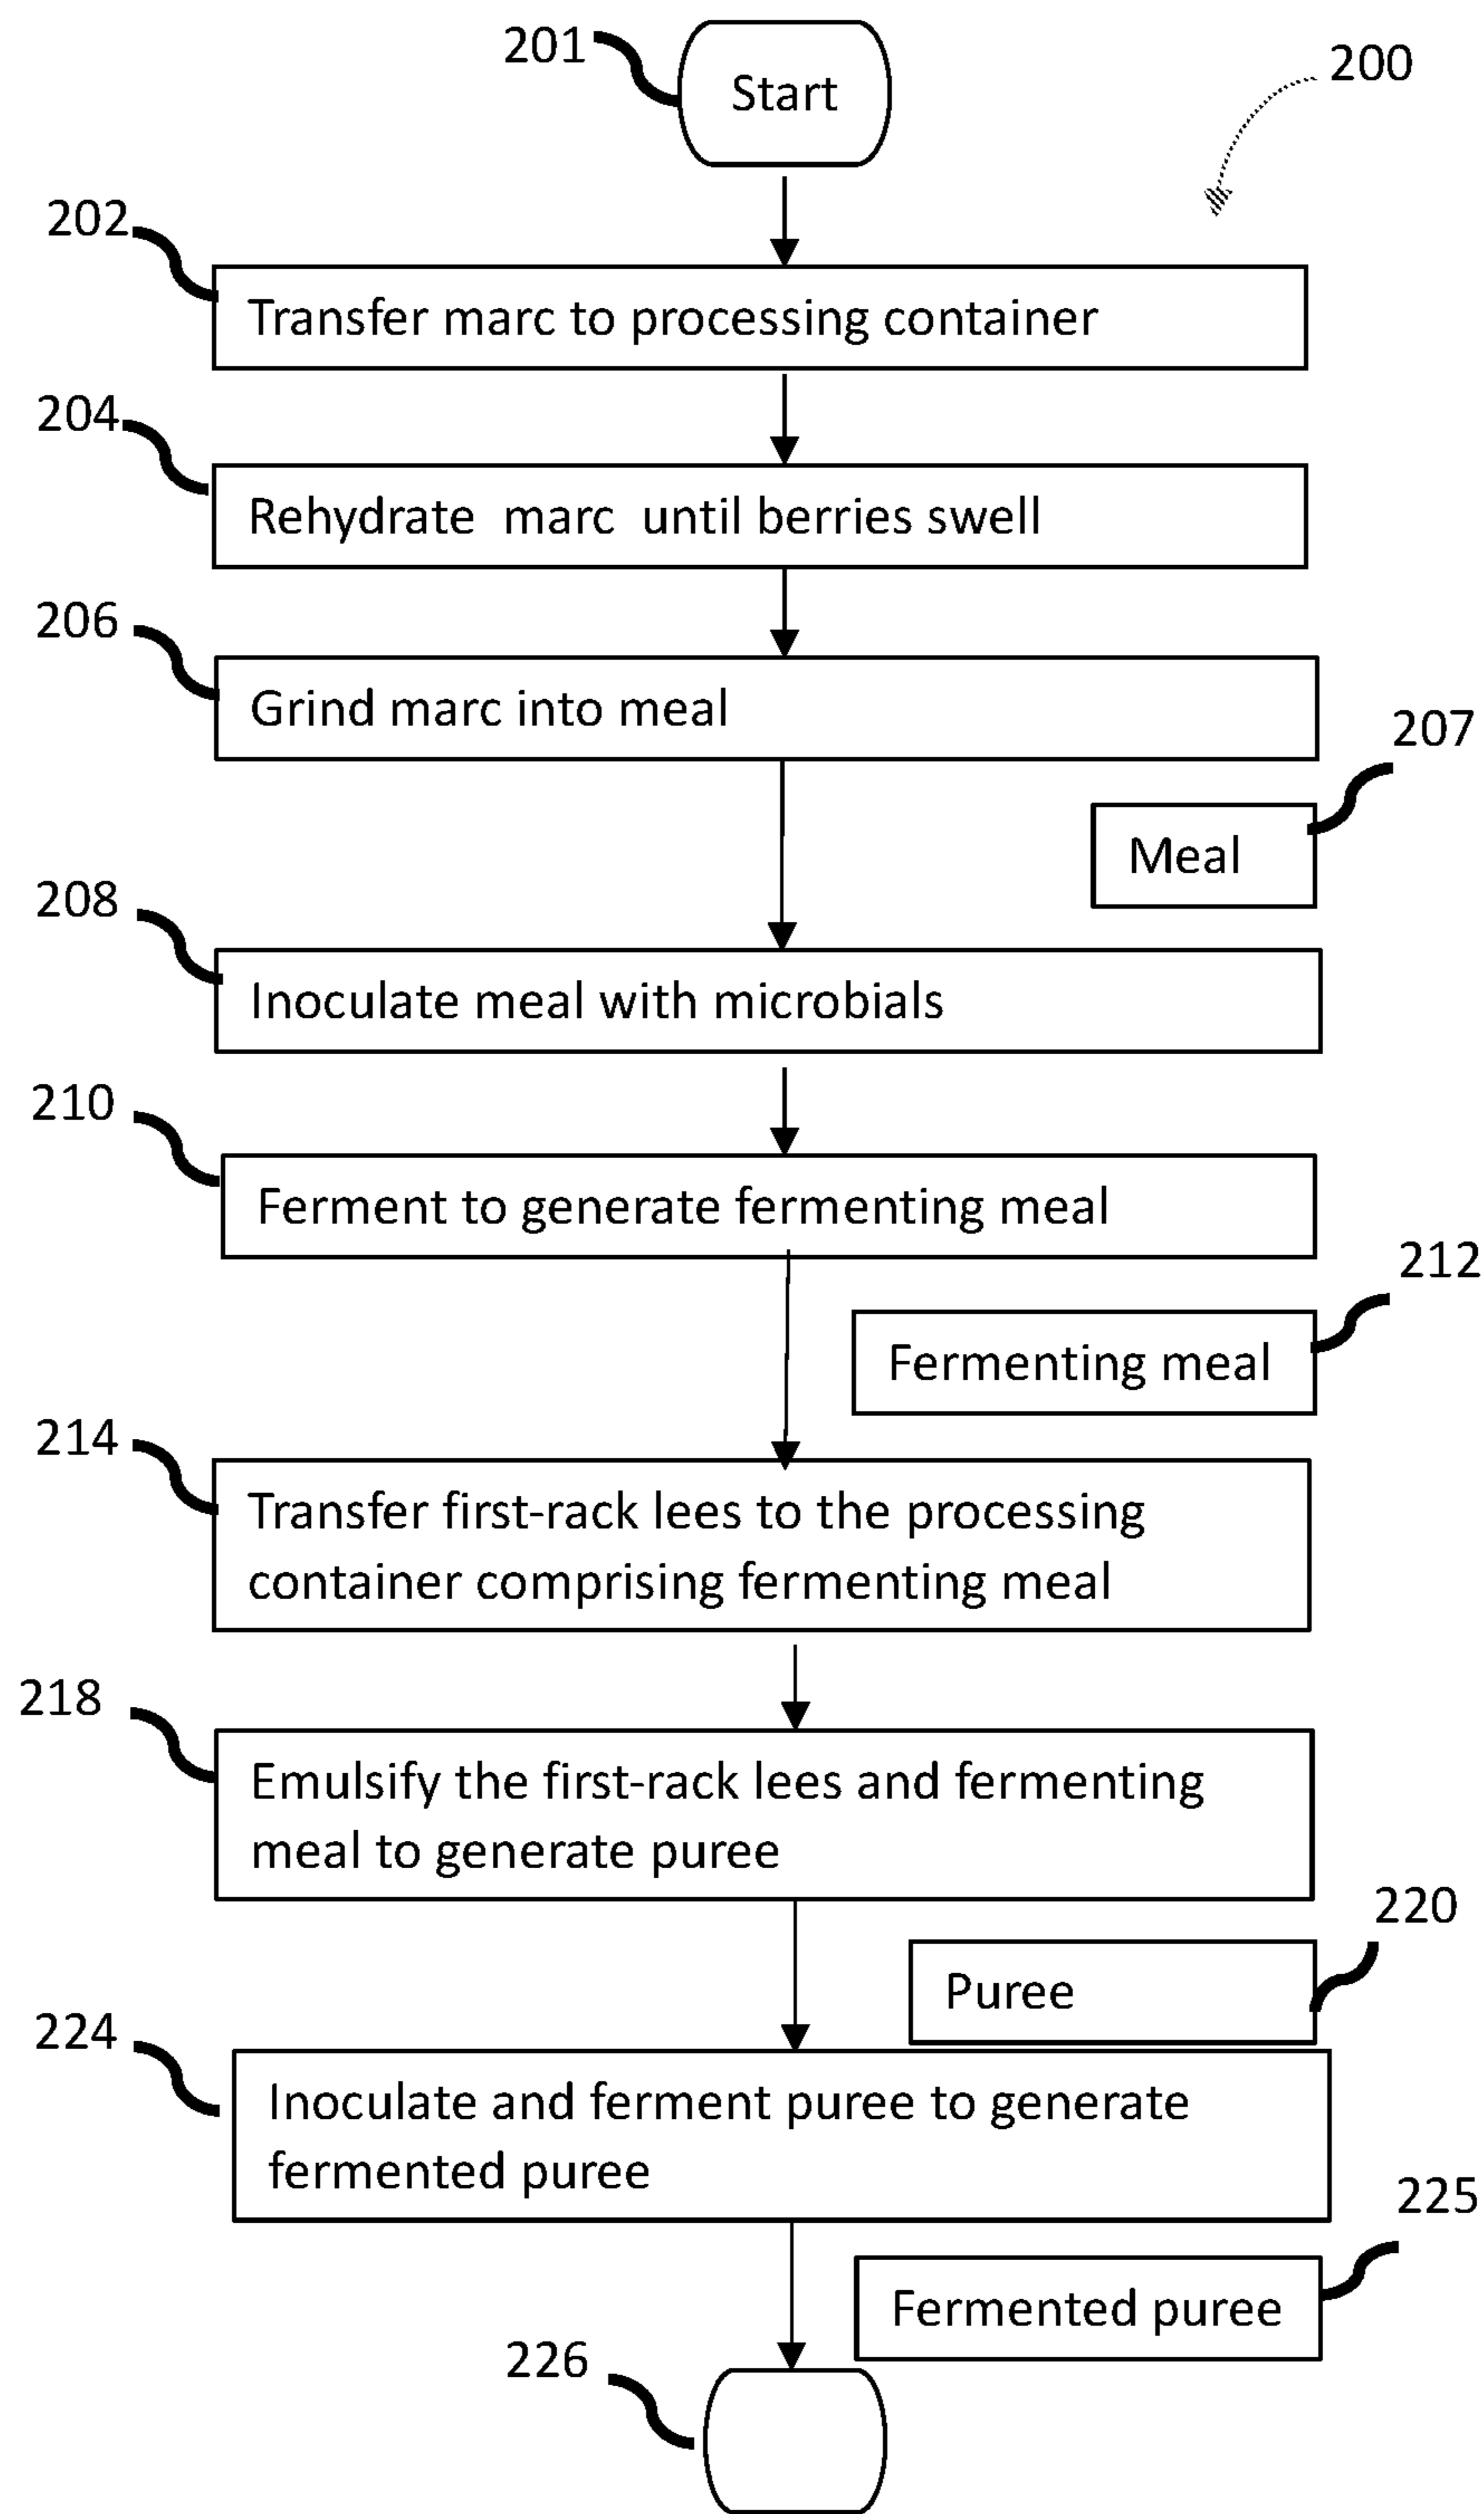 201
Start
200
202
Transfer marc to processing container
204
Rehydrate marc until berries swell
206
Grind marc into meal
207
Meal
208
Inoculate meal with microbials
210
Ferment to generate fermenting meal
212
Fermenting meal
214
Transfer first-rack lees to the processing
container comprising fermenting meal
218
Emulsify the first-rack lees and fermenting
meal to generate puree
220
Puree
224
Inoculate and ferment puree to generate
fermented puree
225
Fermented puree
226